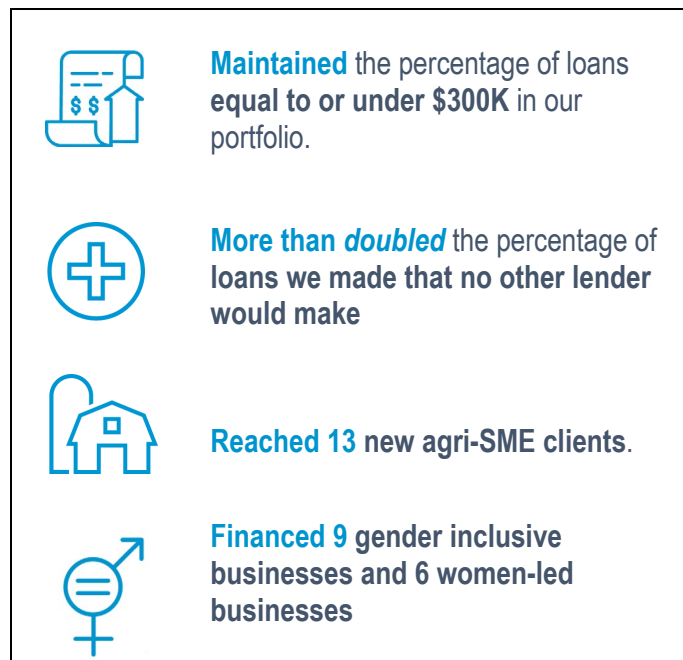 Maintained the percentage of loans
equal to or under $300K in our
portfolio.
$ $
More than doubled the percentage of
loans we made that no other lender
would make
Reached 13 new agri-SME clients.
Financed 9 gender inclusive
businesses and 6 women-led
businesses